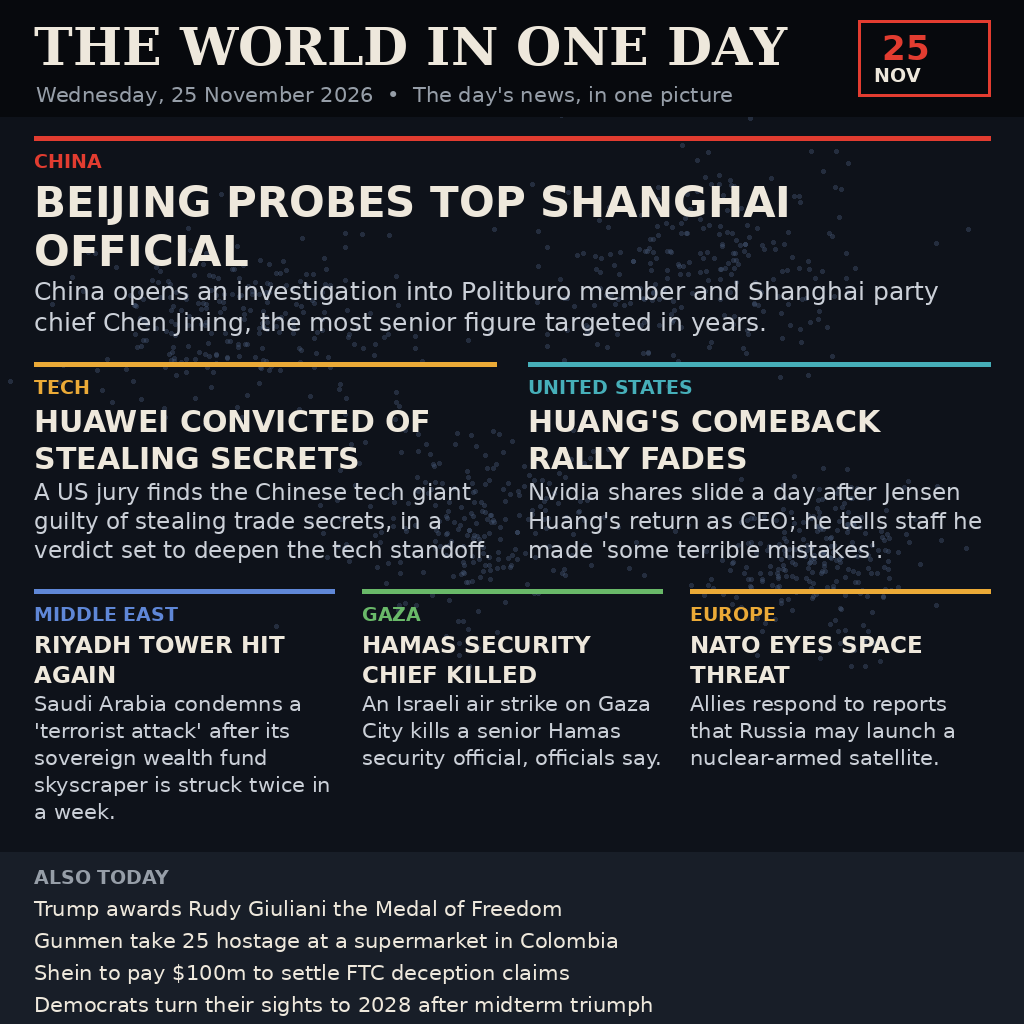 THE WORLD IN ONE DAY
25
NOV
Wednesday, 25 November 2026 • The day's news, in one picture
CHINA
BEIJING PROBES TOP SHANGHAI
OFFICIAL
China opens an investigation into Politburo member and Shanghai party
chief Chen Jining, the most senior figure targeted in years.
TECH
HUAWEI CONVICTED OF
STEALING SECRETS
A US jury finds the Chinese tech giant
guilty of stealing trade secrets, in a
verdict set to deepen the tech standoff.
UNITED STATES
HUANG'S COMEBACK
RALLY FADES
Nvidia shares slide a day after Jensen
Huang's return as CEO; he tells staff he
made 'some terrible mistakes'.
MIDDLE EAST
RIYADH TOWER HIT
AGAIN
Saudi Arabia condemns a
'terrorist attack' after its
sovereign wealth fund
skyscraper is struck twice in
a week.
GAZA
HAMAS SECURITY
CHIEF KILLED
An Israeli air strike on Gaza
City kills a senior Hamas
security official, officials say.
EUROPE
NATO EYES SPACE
THREAT
Allies respond to reports
that Russia may launch a
nuclear-armed satellite.
ALSO TODAY
Trump awards Rudy Giuliani the Medal of Freedom
Gunmen take 25 hostage at a supermarket in Colombia
Shein to pay $100m to settle FTC deception claims
Democrats turn their sights to 2028 after midterm triumph